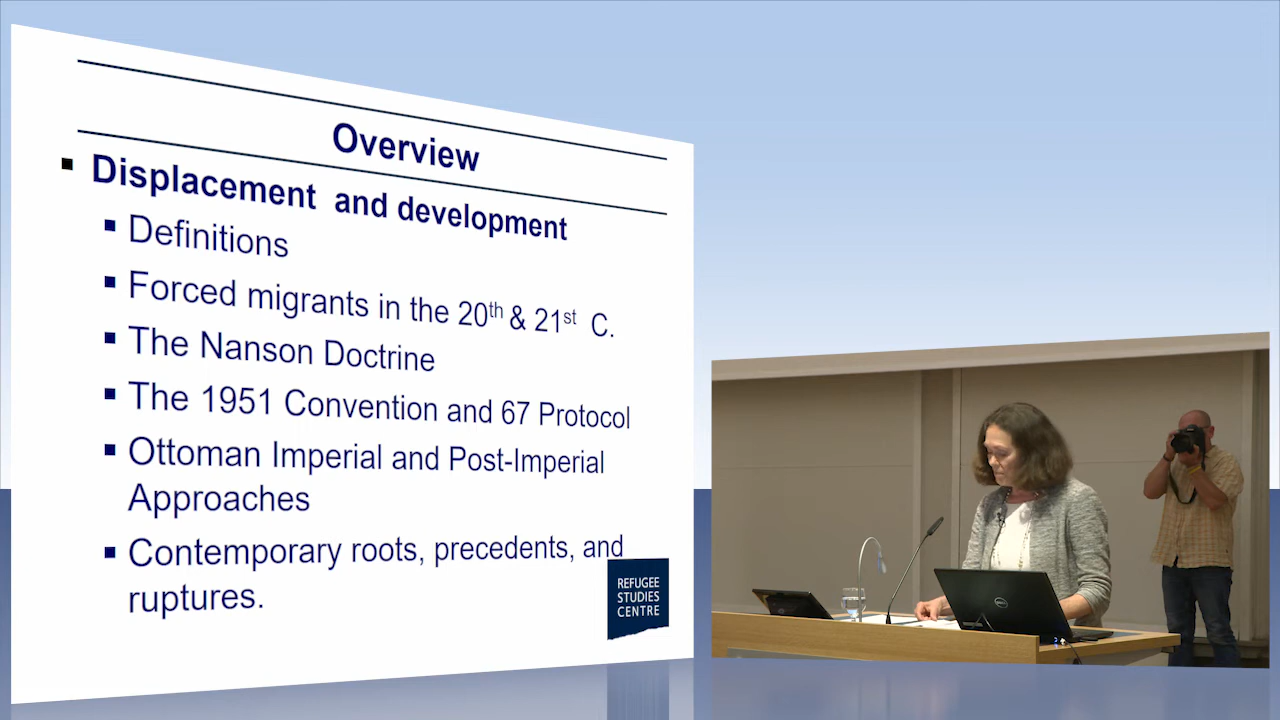 Overview
Displacement and development
Definitions
Forced migrants in the 20th & 21st C.
The Nanson Doctrine
The 1951 Convention and 67 Protocol
Ottoman Imperial and Post-Imperial
Approaches
Contemporary roots, precedents, and
ruptures.
REFUGEE
STUDIES
CENTRE